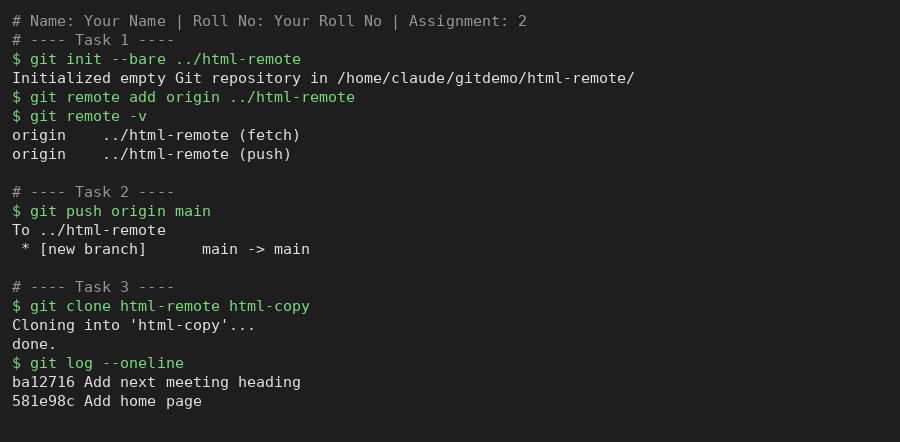 # Name: Your Name | Roll No: Your Roll No | Assignment: 2
# ---- Task 1 ----
$ git init --bare ../html-remote
Initialized empty Git repository in /home/claude/gitdemo/html-remote/
$ git remote add origin ../html-remote
$ git remote -v
origin    ../html-remote (fetch)
origin    ../html-remote (push)
# ---- Task 2 ----
$ git push origin main
To ../html-remote
 * [new branch]      main -> main
# ---- Task 3 ----
$ git clone html-remote html-copy
Cloning into 'html-copy'...
done.
$ git log --oneline
ba12716 Add next meeting heading
581e98c Add home page